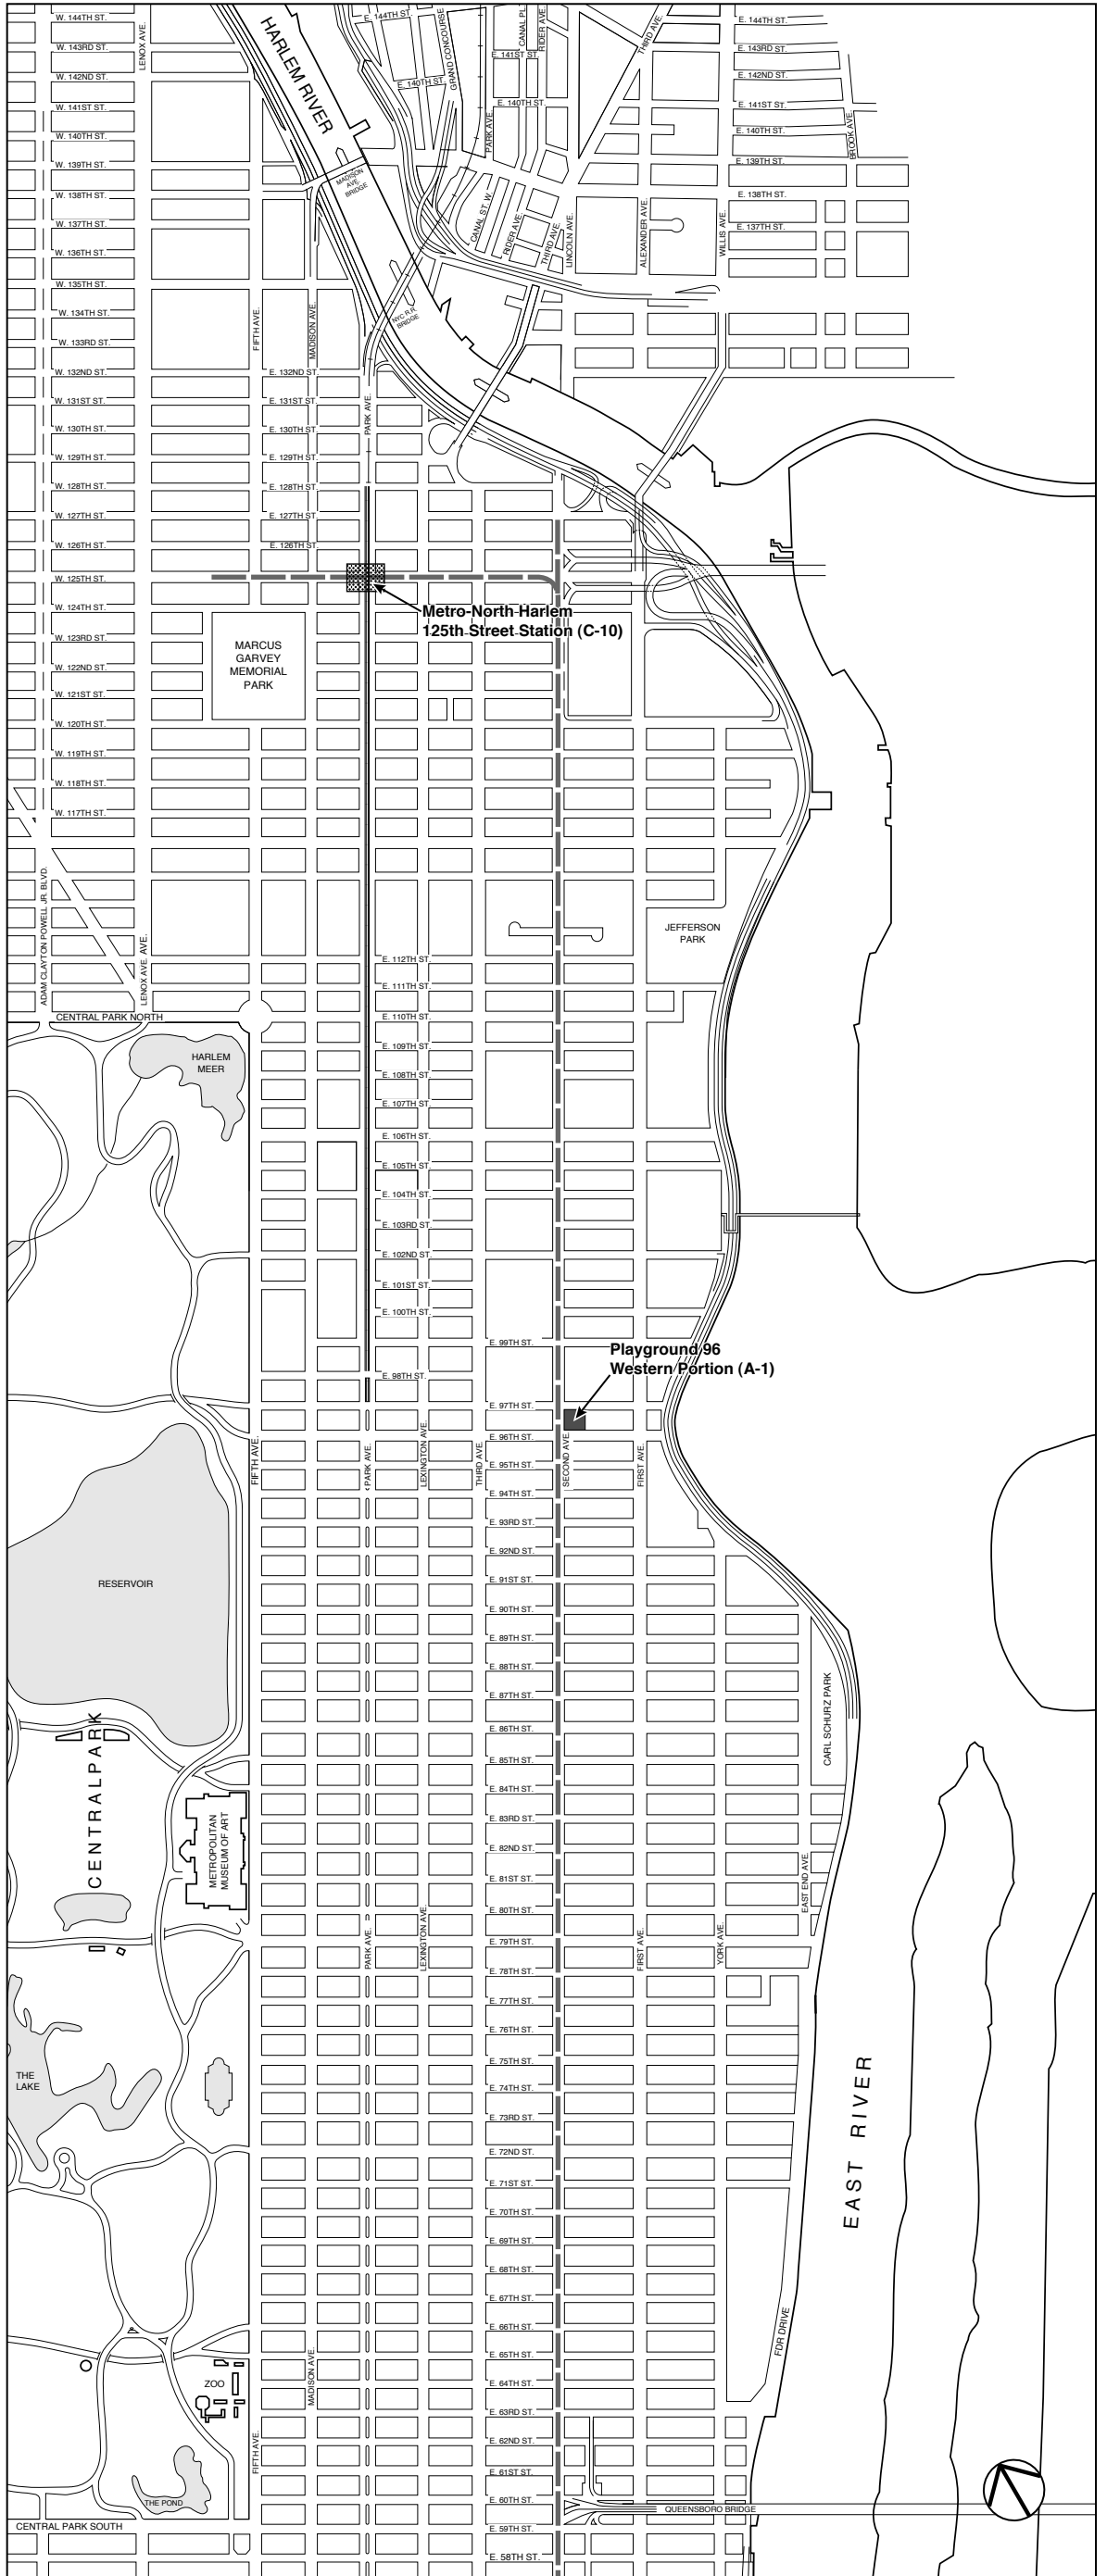 W. 144TH ST.
W. 143RD ST.
W. 142ND ST.
W. 141ST ST.
W. 140TH ST.
W. 139TH ST.
W. 138TH ST.
W. 137TH ST.
W. 136TH ST.
W. 135TH ST.
W. 134TH ST.
W. 133RD ST.
W. 132ND ST.
W. 131ST ST.
W. 130TH ST.
W. 129TH ST.
W. 128TH ST.
W. 127TH ST.
W. 126TH ST.
W. 125TH ST.
W. 124TH ST.
W. 123RD ST.
W. 122ND ST.
W. 121ST ST.
W. 120TH ST.
W. 119TH ST.
W. 118TH ST.
W. 117TH ST.
LENOX AVE.
HARLEM RIVER
MADISON
AVE.
BRIDGE
NYC R.R.
BRIDGE
E. 144TH ST.
GRAND CONCOURSE
E. 140TH ST.
CANAL PL.
RIDER AVE.
E. 141ST ST.
E. 140TH ST.
PARK AVE.
CANAL ST. W.
RIDER AVE.
THIRD AVE.
THIRD AVE.
LINCOLN AVE.
ALEXANDER AVE.
WILLIS AVE.
BROOK AVE.
E. 144TH ST.
E. 143RD ST.
E. 142ND ST.
E. 141ST ST.
E. 140TH ST.
E. 139TH ST.
E. 138TH ST.
E. 137TH ST.
FIFTH AVE.
MADISON AVE.
PARK AVE.
E. 132ND ST.
E. 131ST ST.
E. 130TH ST.
E. 129TH ST.
E. 128TH ST.
E. 127TH ST.
E. 126TH ST.
Metro-North Harlem
125th Street Station (C-10)
MARCUS
GARVEY
MEMORIAL
PARK
ADAM CLAYTON POWELL JR. BLVD.
LENOX AVE. AVE.
JEFFERSON
PARK
CENTRAL PARK NORTH
HARLEM
MEER
E. 112TH ST.
E. 111TH ST.
E. 110TH ST.
E. 109TH ST.
E. 108TH ST.
E. 107TH ST.
E. 106TH ST.
E. 105TH ST.
E. 104TH ST.
E. 103RD ST.
E. 102ND ST.
E. 101ST ST.
E. 100TH ST.
E. 99TH ST.
E. 98TH ST.
E. 97TH ST.
Playground 96
Western Portion (A-1)
FIFTH AVE.
PARK AVE.
LEXINGTON AVE.
THIRD AVE.
SECOND AVE.
FIRST AVE.
E. 96TH ST.
E. 95TH ST.
E. 94TH ST.
E. 93RD ST.
E. 92ND ST.
E. 91ST ST.
E. 90TH ST.
E. 89TH ST.
E. 88TH ST.
E. 87TH ST.
E. 86TH ST.
E. 85TH ST.
E. 84TH ST.
E. 83RD ST.
E. 82ND ST.
E. 81ST ST.
E. 80TH ST.
E. 79TH ST.
E. 78TH ST.
E. 77TH ST.
E. 76TH ST.
E. 75TH ST.
E. 74TH ST.
E. 73RD ST.
E. 72ND ST.
E. 71ST ST.
E. 70TH ST.
E. 69TH ST.
E. 68TH ST.
E. 67TH ST.
E. 66TH ST.
E. 65TH ST.
E. 64TH ST.
E. 63RD ST.
E. 62ND ST.
E. 61ST ST.
E. 60TH ST.
E. 59TH ST.
E. 58TH ST.
RESERVOIR
CENTRAL PARK
METROPOLITAN
MUSEUM OF ART
CARL SCHURZ PARK
EAST END AVE.
PARK AVE.
LEXINGTON AVE.
FIRST AVE.
YORK AVE.
THE
LAKE
EAST RIVER
FDR DRIVE
MADISON AVE.
ZOO
FIFTH AVE.
THE POND
QUEENSBORO BRIDGE
CENTRAL PARK SOUTH